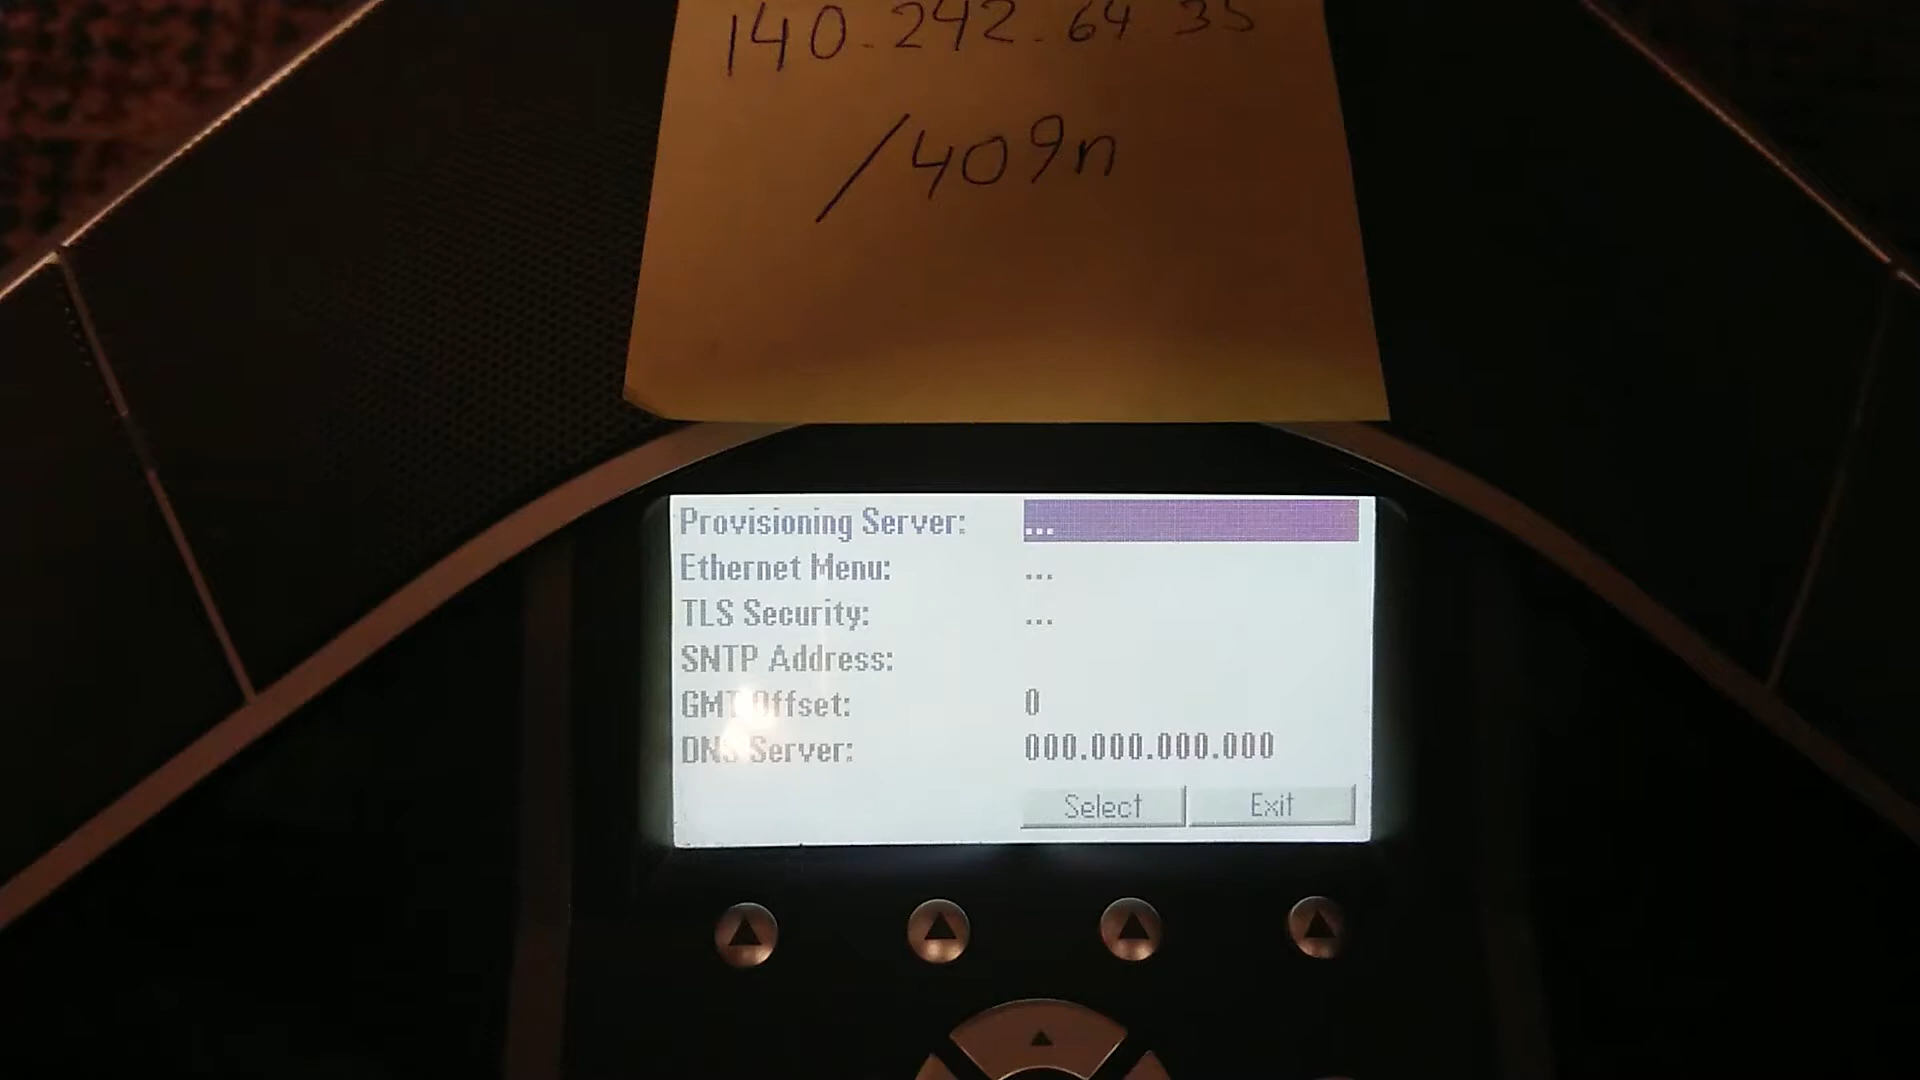 140.242.64.35
/409n
Provisioning Server: ...
Ethernet Menu: ...
TLS Security: ...
SNTP Address:
GMT Offset: 0
DNS Server: 000.000.000.000
Select Exit